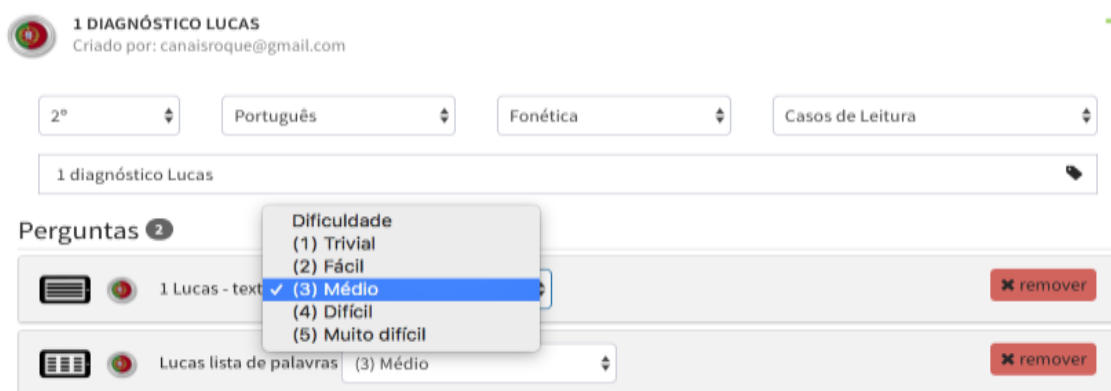 1 DIAGNÓSTICO LUCAS
Criado por: canaisroque@gmail.com
2º Português Fonética Casos de Leitura
1 diagnóstico Lucas
Perguntas 2
Dificuldade
(1) Trivial
(2) Fácil
1 Lucas - text ✓ (3) Médio ✖ remover
(4) Difícil
(5) Muito difícil
Lucas lista de palavras (3) Médio ✖ remover